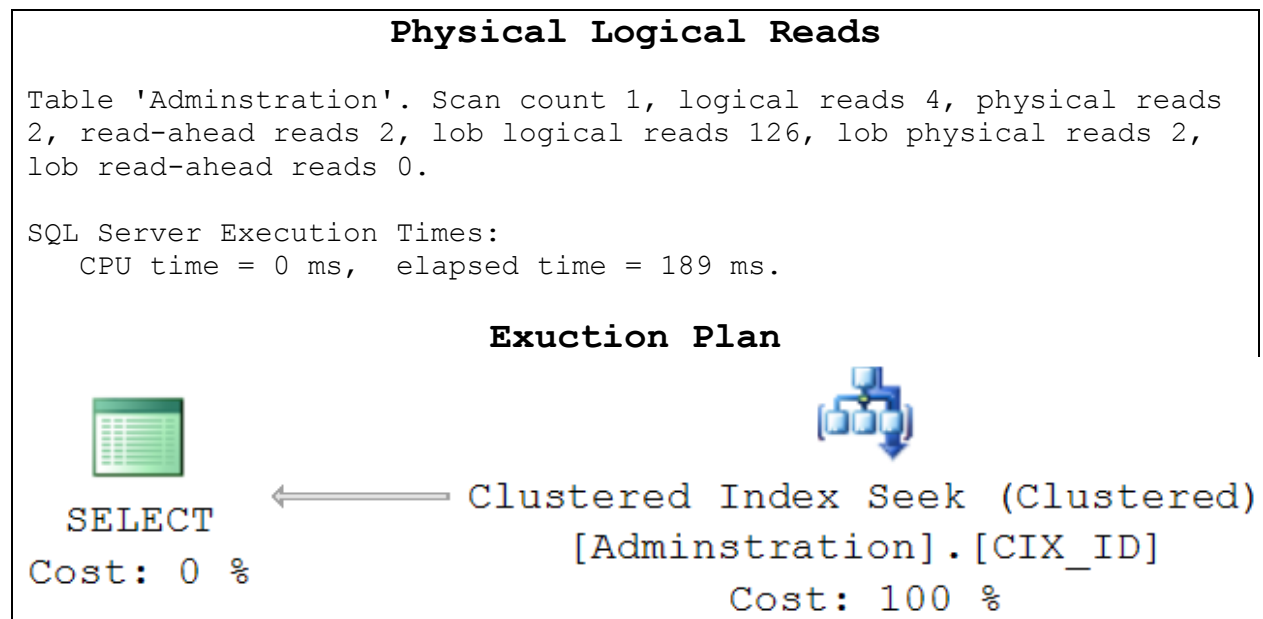 Physical Logical Reads
Table 'Adminstration'. Scan count 1, logical reads 4, physical reads
2, read-ahead reads 2, lob logical reads 126, lob physical reads 2,
lob read-ahead reads 0.
SQL Server Execution Times:
CPU time = 0 ms, elapsed time = 189 ms.
Exuction Plan
SELECT
Cost: 0 %
Clustered Index Seek (Clustered)
[Adminstration].[CIX_ID]
Cost: 100 %